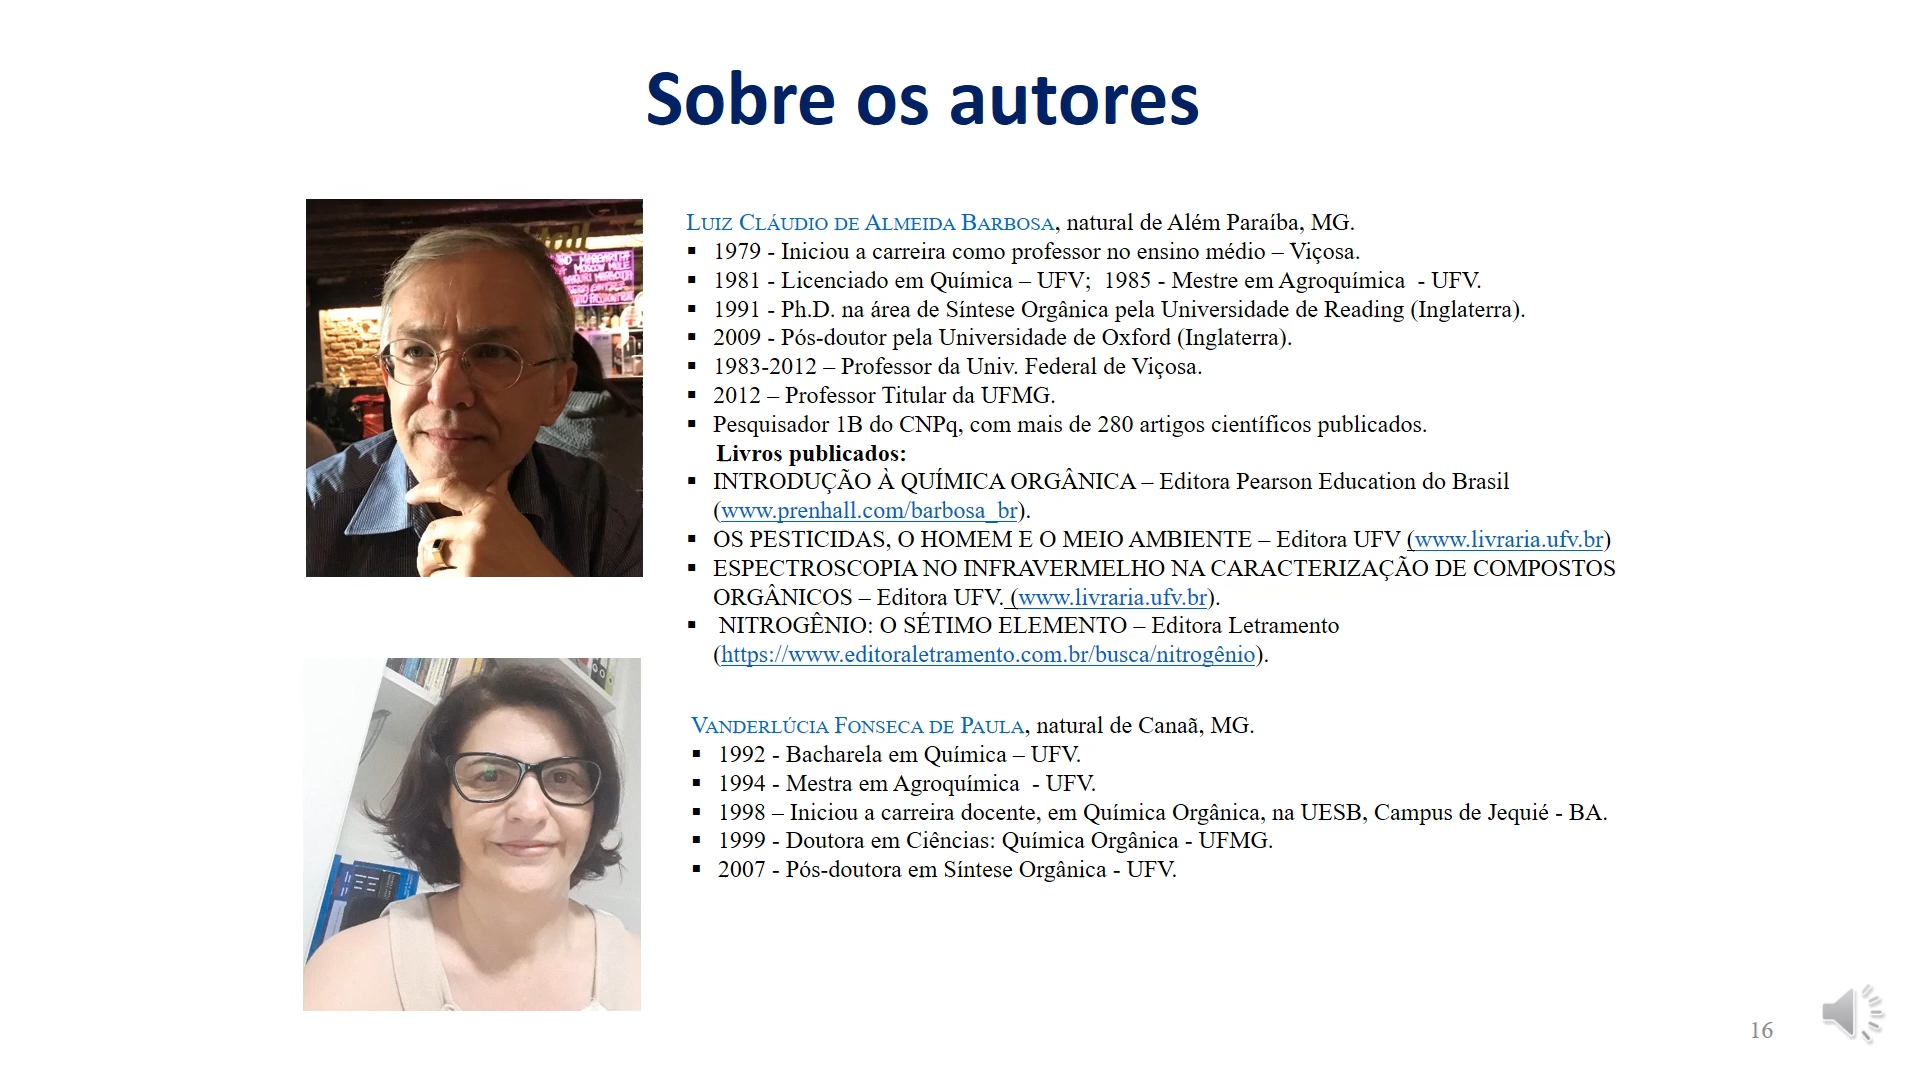 Sobre os autores
LUIZ CLÁUDIO DE ALMEIDA BARBOSA, natural de Além Paraíba, MG.
▪ 1979 - Iniciou a carreira como professor no ensino médio – Viçosa.
▪ 1981 - Licenciado em Química – UFV;  1985 - Mestre em Agroquímica  - UFV.
▪ 1991 - Ph.D. na área de Síntese Orgânica pela Universidade de Reading (Inglaterra).
▪ 2009 - Pós-doutor pela Universidade de Oxford (Inglaterra).
▪ 1983-2012 – Professor da Univ. Federal de Viçosa.
▪ 2012 – Professor Titular da UFMG.
▪ Pesquisador 1B do CNPq, com mais de 280 artigos científicos publicados.
Livros publicados:
▪ INTRODUÇÃO À QUÍMICA ORGÂNICA – Editora Pearson Education do Brasil
(www.prenhall.com/barbosa_br).
▪ OS PESTICIDAS, O HOMEM E O MEIO AMBIENTE – Editora UFV (www.livraria.ufv.br)
▪ ESPECTROSCOPIA NO INFRAVERMELHO NA CARACTERIZAÇÃO DE COMPOSTOS
ORGÂNICOS – Editora UFV. (www.livraria.ufv.br).
▪ NITROGÊNIO: O SÉTIMO ELEMENTO – Editora Letramento
(https://www.editoraletramento.com.br/busca/nitrogênio).
VANDERLÚCIA FONSECA DE PAULA, natural de Canaã, MG.
▪ 1992 - Bacharela em Química – UFV.
▪ 1994 - Mestra em Agroquímica  - UFV.
▪ 1998 – Iniciou a carreira docente, em Química Orgânica, na UESB, Campus de Jequié - BA.
▪ 1999 - Doutora em Ciências: Química Orgânica - UFMG.
▪ 2007 - Pós-doutora em Síntese Orgânica - UFV.
16